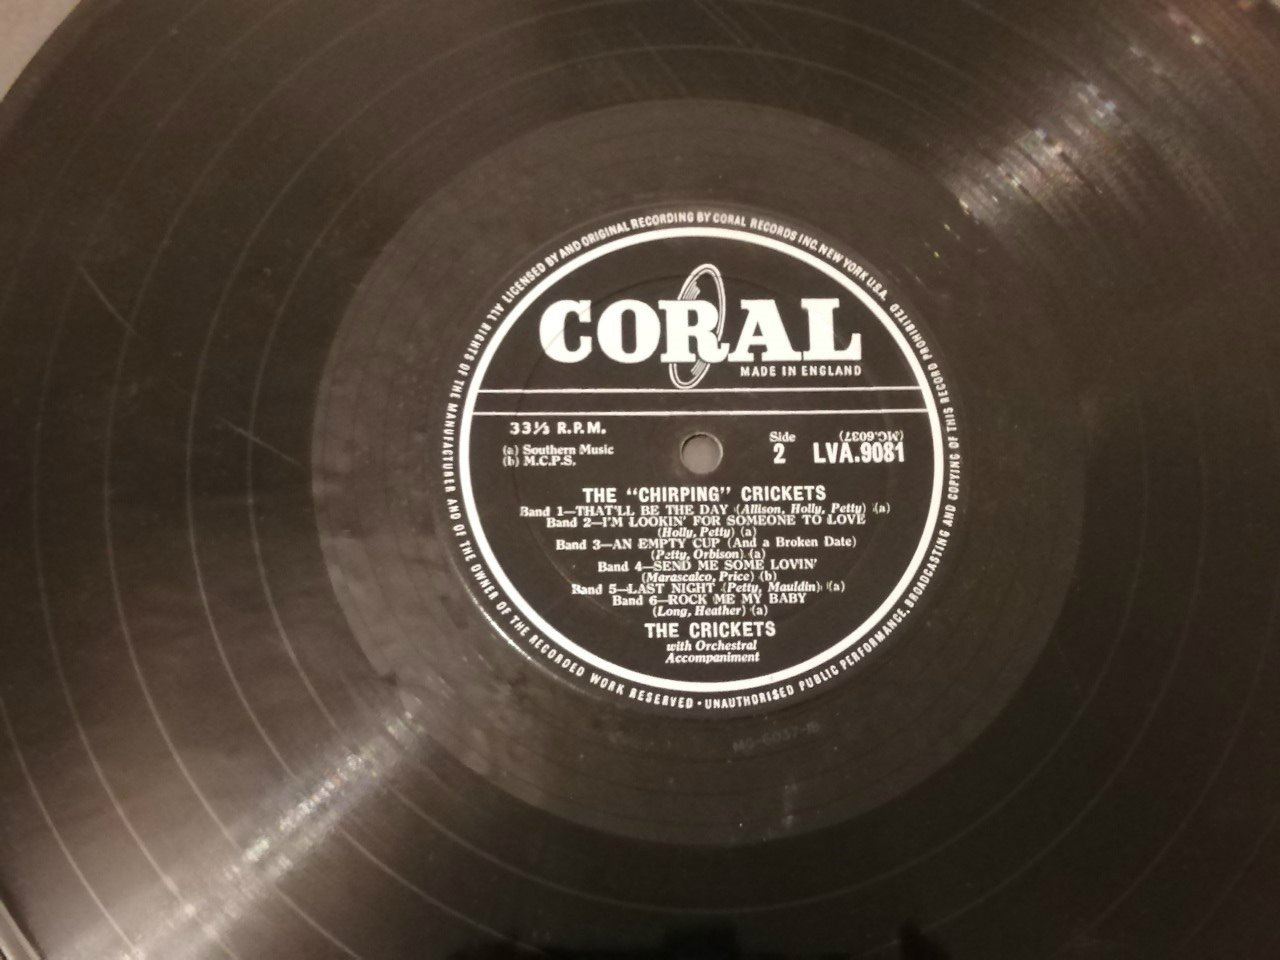 ALL RIGHTS OF THE MANUFACTURER AND OF THE OWNER OF THE RECORDED WORK RESERVED • UNAUTHORISED PUBLIC PERFORMANCE, BROADCASTING AND COPYING OF THIS RECORD PROHIBITED
LICENSED BY AND ORIGINAL RECORDING BY CORAL RECORDS INC. NEW YORK U.S.A.
CORAL
MADE IN ENGLAND
33⅓ R.P.M.
(a) Southern Music
(b) M.C.P.S.
Side
2
(MC.6037)
LVA.9081
THE "CHIRPING" CRICKETS
Band 1—THAT'LL BE THE DAY (Allison, Holly, Petty) (a)
Band 2—I'M LOOKIN' FOR SOMEONE TO LOVE
(Holly, Petty) (a)
Band 3—AN EMPTY CUP (And a Broken Date)
(Petty, Orbison) (a)
Band 4—SEND ME SOME LOVIN'
(Marascalco, Price) (b)
Band 5—LAST NIGHT (Petty, Mauldin) (a)
Band 6—ROCK ME MY BABY
(Long, Heather) (a)
THE CRICKETS
with Orchestral
Accompaniment